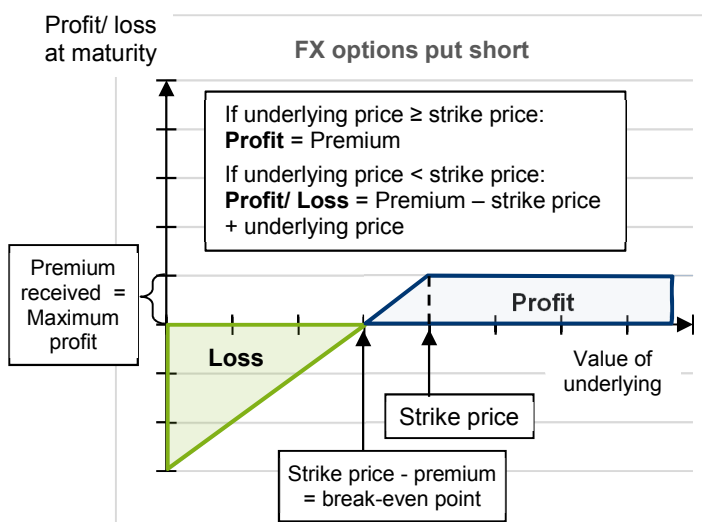 Profit/ loss
at maturity
FX options put short
If underlying price ≥ strike price:
Profit = Premium
If underlying price < strike price:
Profit/ Loss = Premium – strike price
+ underlying price
Premium
received =
Maximum
profit
Profit
Loss
Value of
underlying
Strike price
Strike price - premium
= break-even point